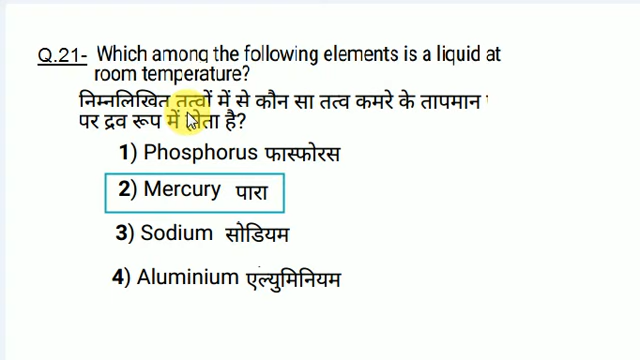 Q.21- Which among the following elements is a liquid at
room temperature?
निम्नलिखित तत्वों में से कौन सा तत्व कमरे के तापमान
पर द्रव रूप में होता है?
1) Phosphorus फास्फोरस
2) Mercury पारा
3) Sodium सोडियम
4) Aluminium एल्युमिनियम